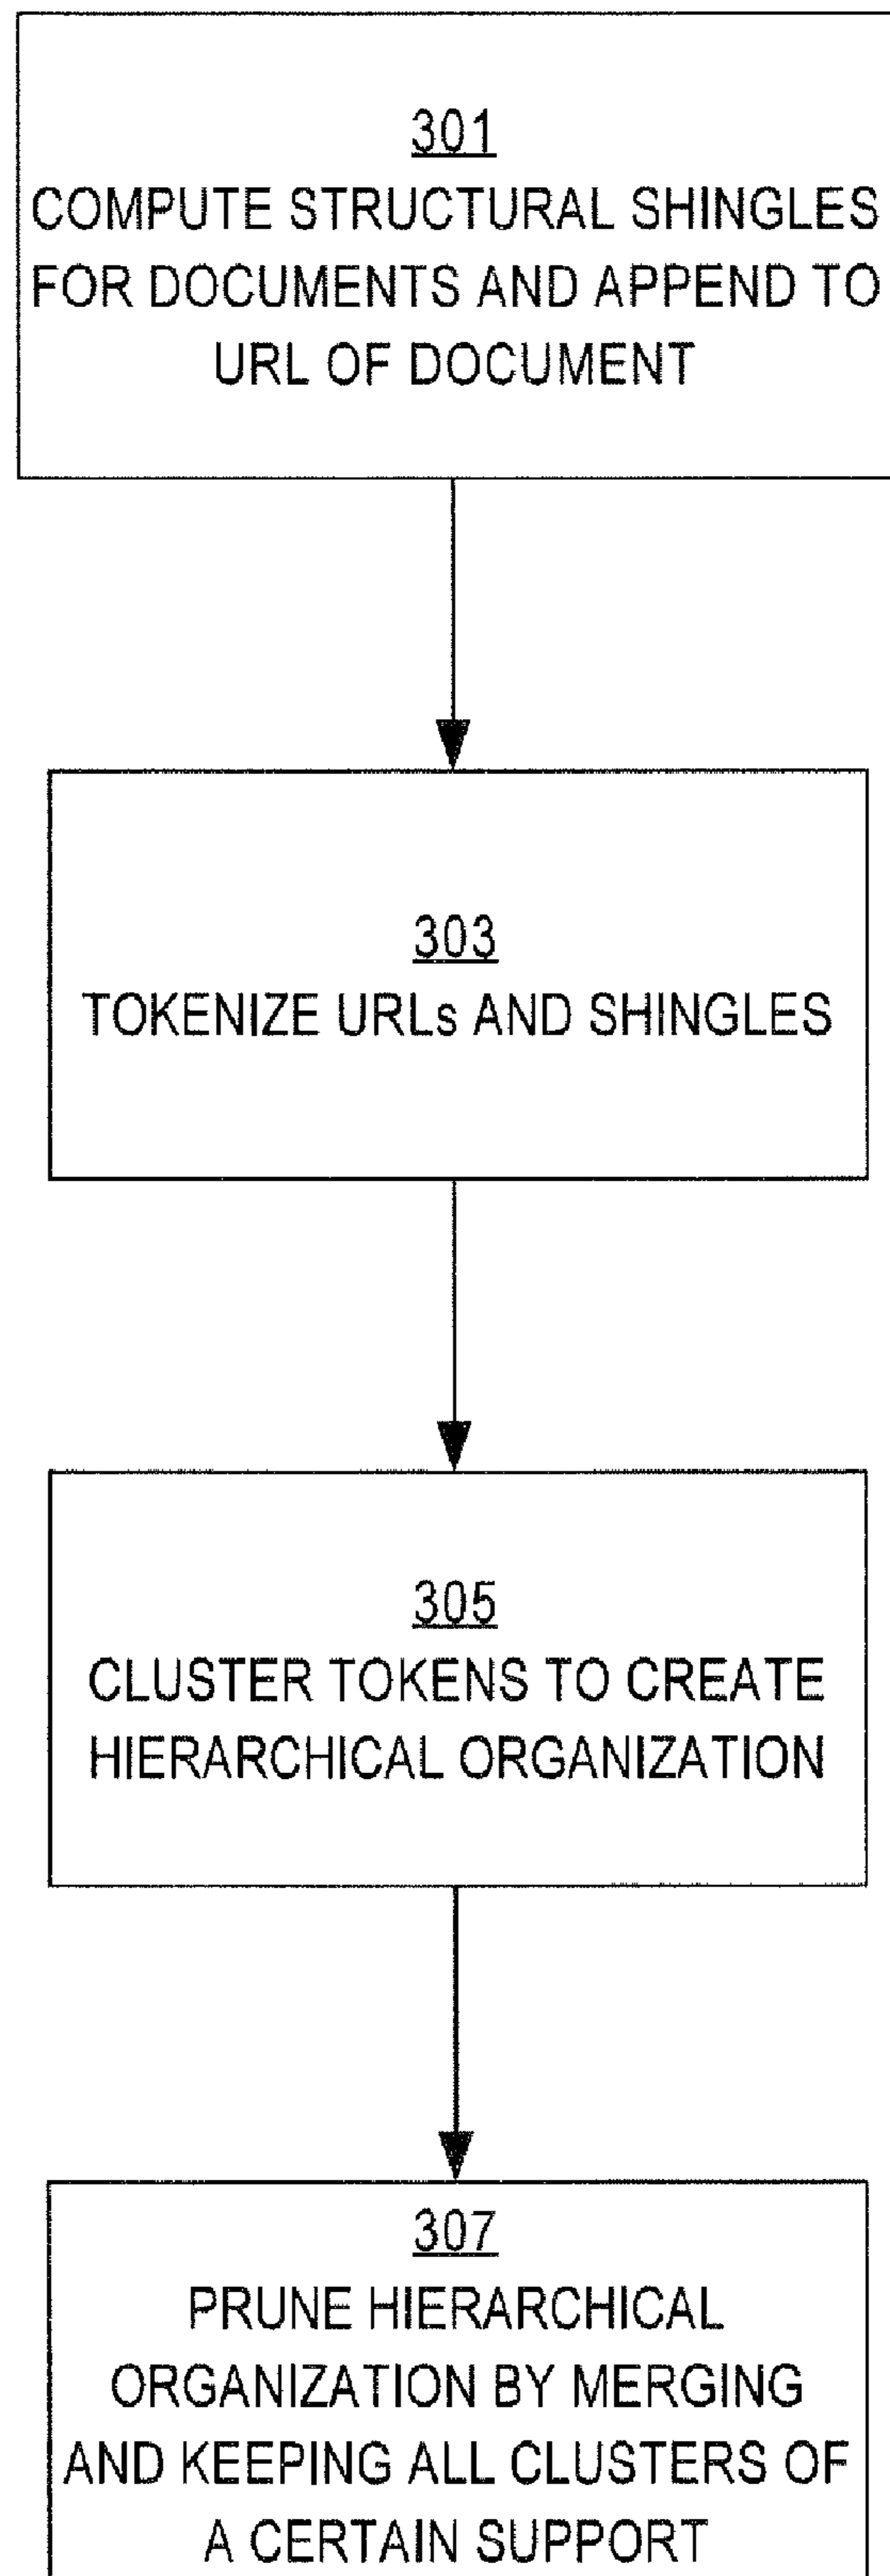 301
COMPUTE STRUCTURAL SHINGLES
FOR DOCUMENTS AND APPEND TO
URL OF DOCUMENT
303
TOKENIZE URLs AND SHINGLES
305
CLUSTER TOKENS TO CREATE
HIERARCHICAL ORGANIZATION
307
PRUNE HIERARCHICAL
ORGANIZATION BY MERGING
AND KEEPING ALL CLUSTERS OF
A CERTAIN SUPPORT